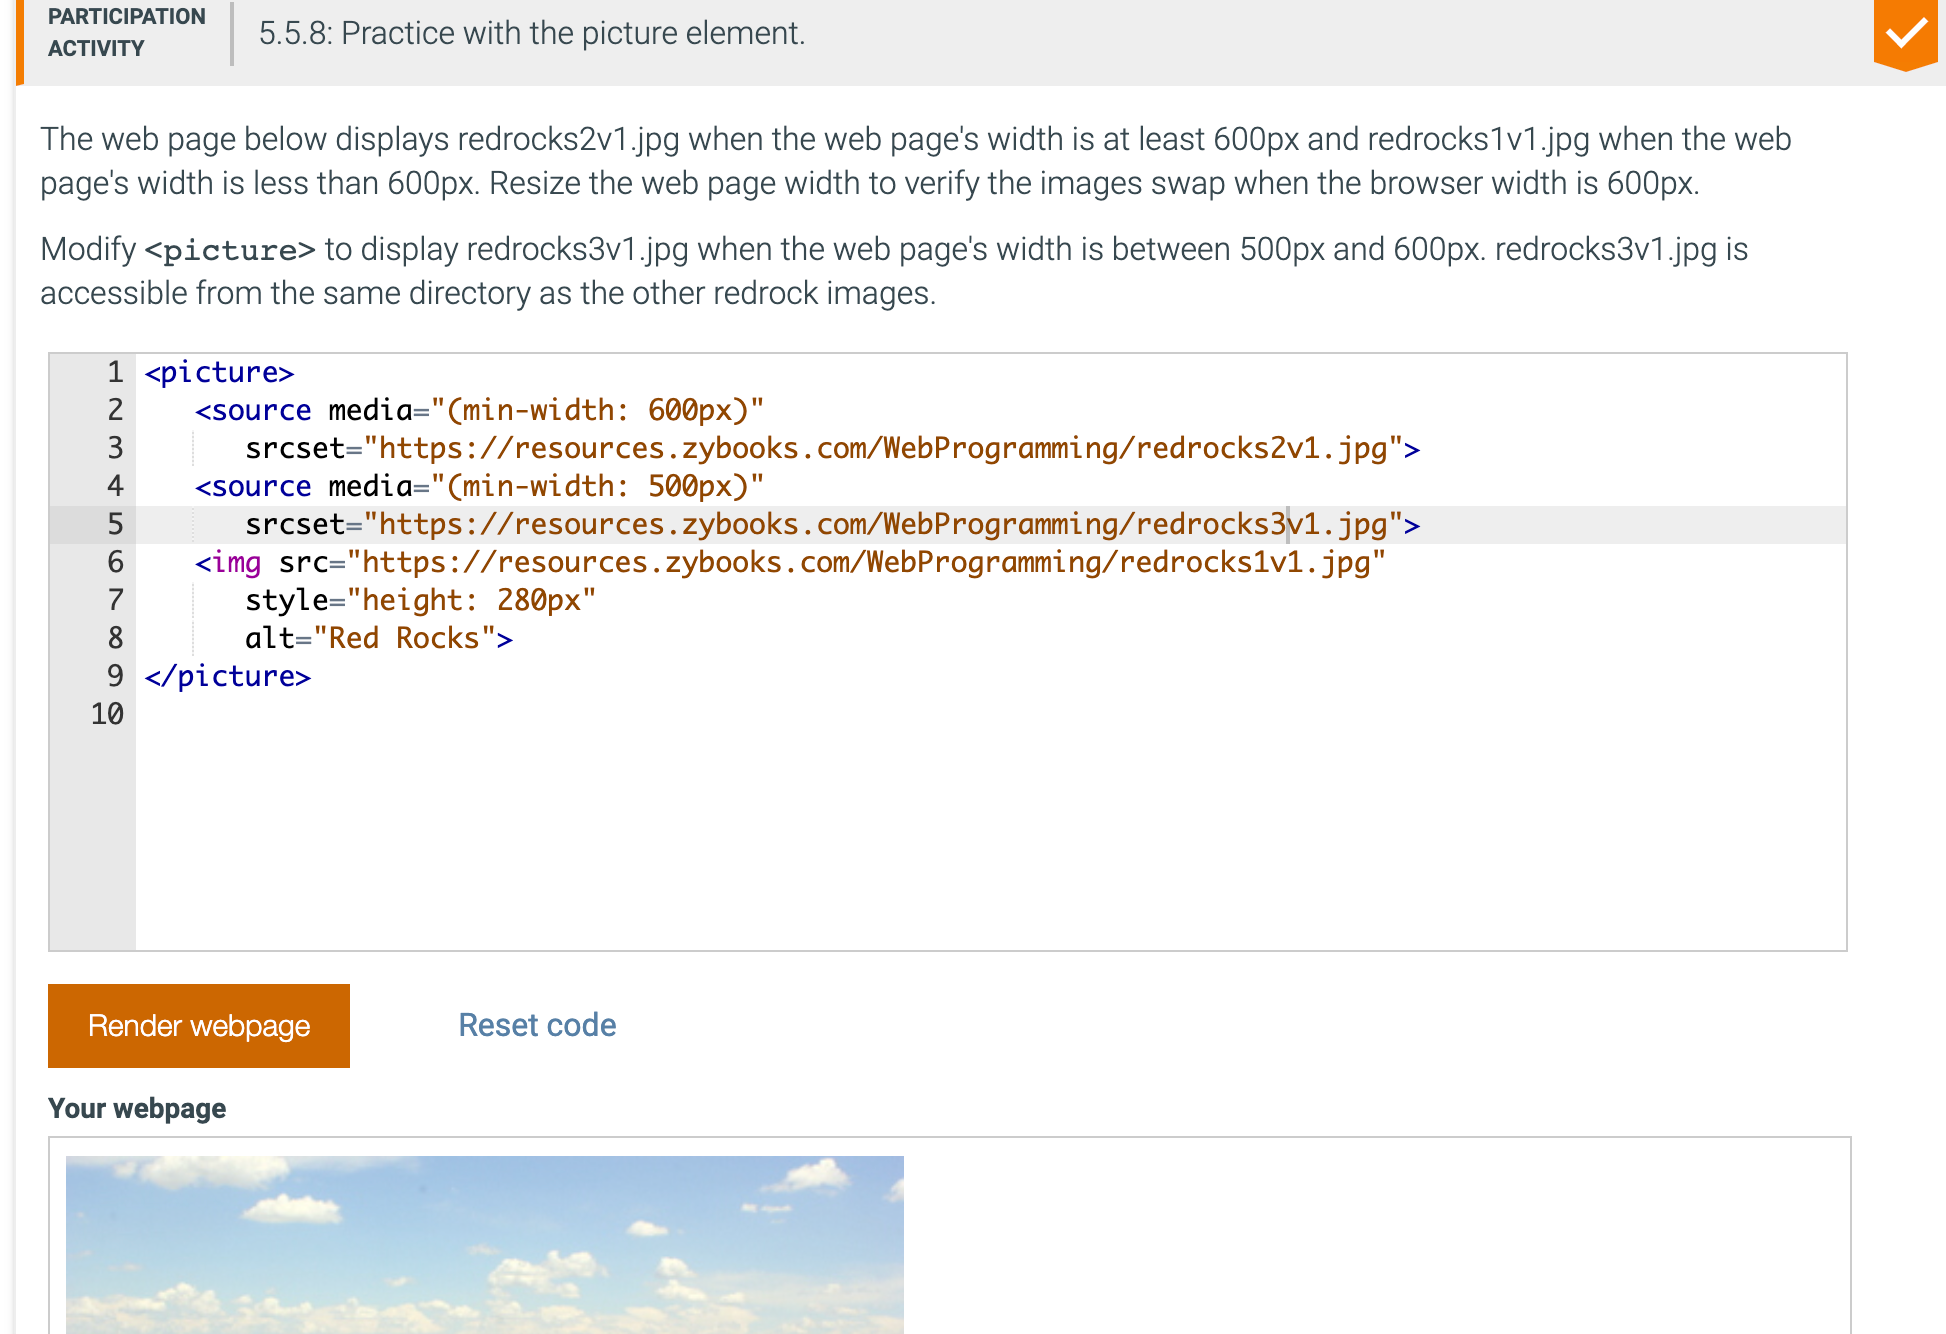 PARTICIPATION
ACTIVITY
5.5.8: Practice with the picture element.
The web page below displays redrocks2v1.jpg when the web page's width is at least 600px and redrocks1v1.jpg when the web
page's width is less than 600px. Resize the web page width to verify the images swap when the browser width is 600px.
Modify <picture> to display redrocks3v1.jpg when the web page's width is between 500px and 600px. redrocks3v1.jpg is
accessible from the same directory as the other redrock images.
1 <picture>
2    <source media="(min-width: 600px)"
3       srcset="https://resources.zybooks.com/WebProgramming/redrocks2v1.jpg">
4    <source media="(min-width: 500px)"
5       srcset="https://resources.zybooks.com/WebProgramming/redrocks3v1.jpg">
6    <img src="https://resources.zybooks.com/WebProgramming/redrocks1v1.jpg"
7       style="height: 280px"
8       alt="Red Rocks">
9 </picture>
10
Render webpage
Reset code
Your webpage